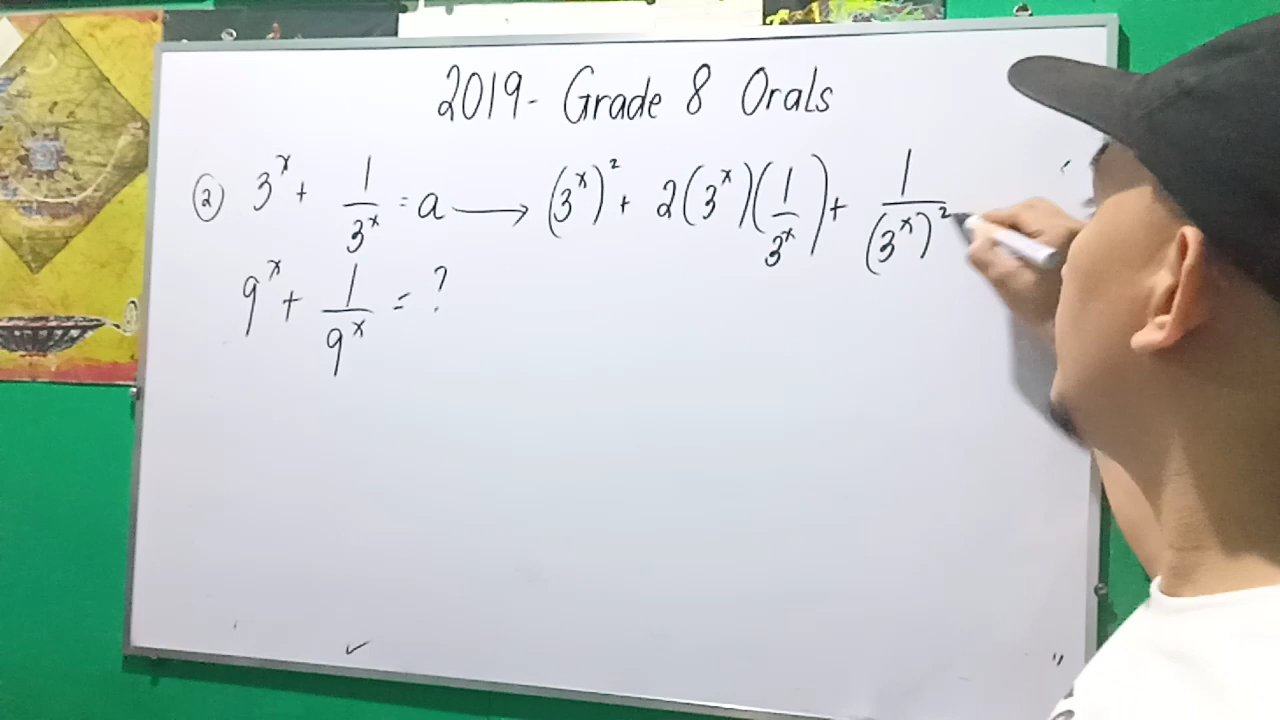 2019- Grade 8 Orals
② 3^x + 1/3^x = a ⟶ (3^x)² + 2(3^x)(1/3^x) + 1/(3^x)²
9^x + 1/9^x = ?